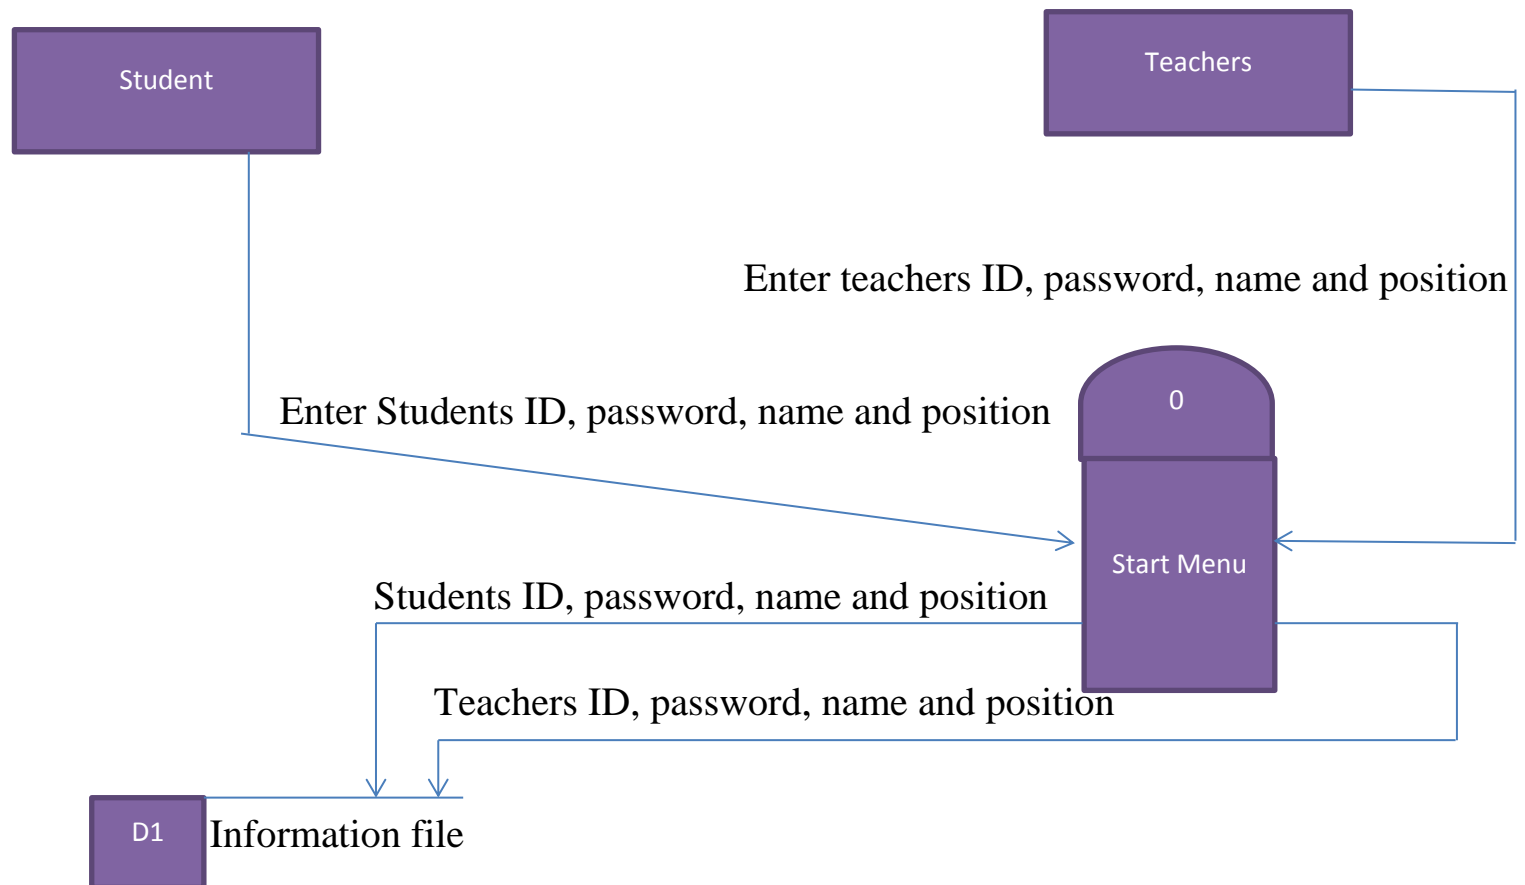 Student
Teachers
Enter teachers ID, password, name and position
0
Enter Students ID, password, name and position
Start Menu
Students ID, password, name and position
Teachers ID, password, name and position
D1
Information file